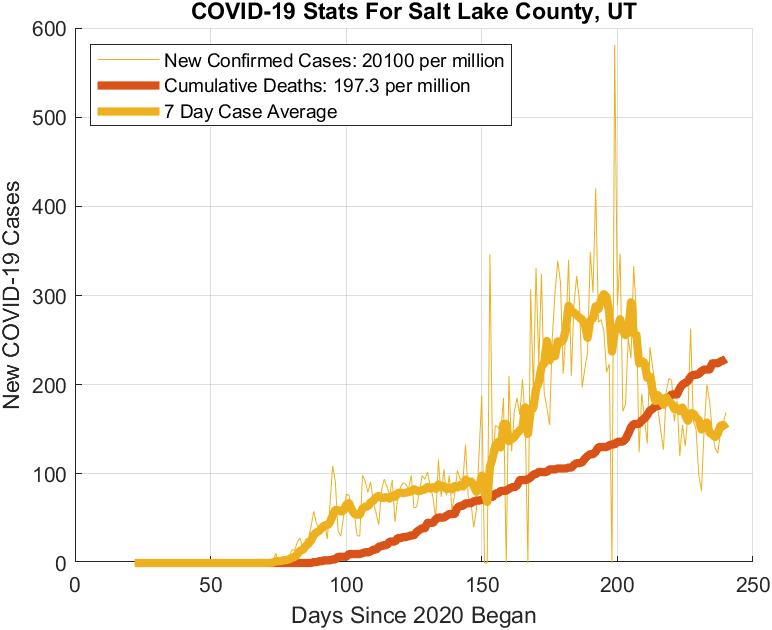 COVID-19 Stats For Salt Lake County, UT
New Confirmed Cases: 20100 per million
Cumulative Deaths: 197.3 per million
7 Day Case Average
New COVID-19 Cases
600
500
400
300
200
100
0
0 50 100 150 200 250
Days Since 2020 Began